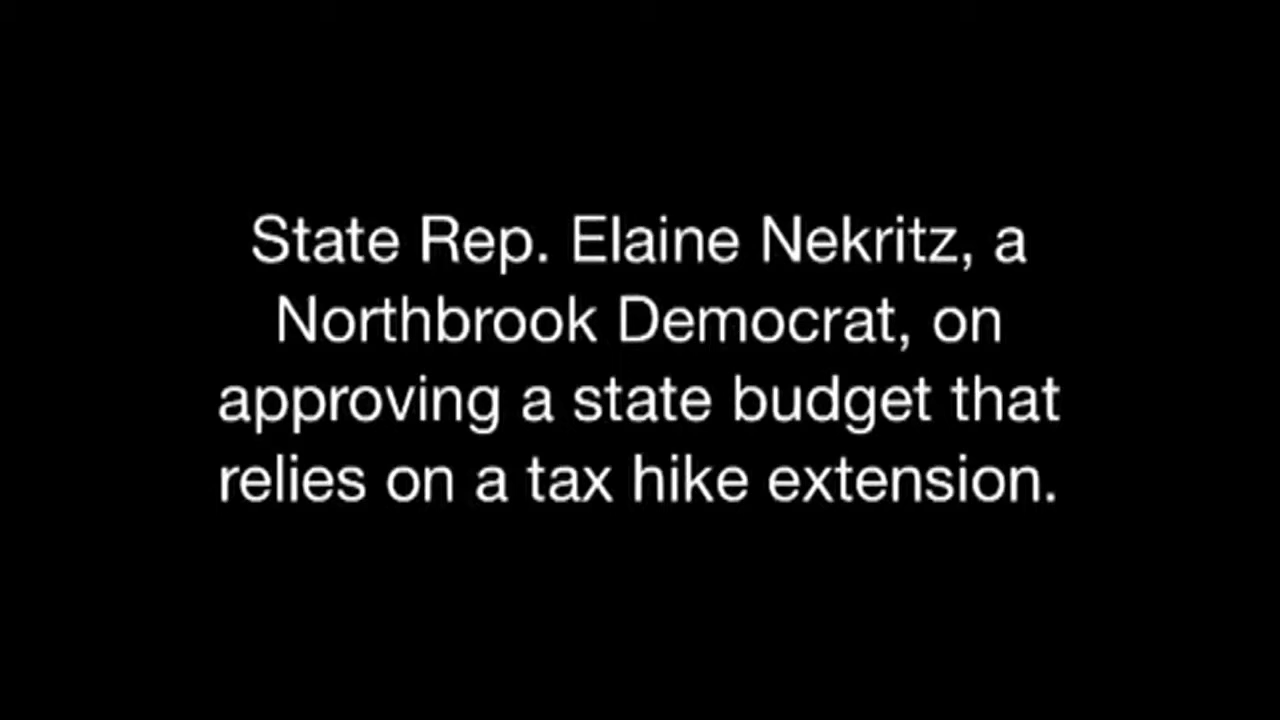 State Rep. Elaine Nekritz, a
Northbrook Democrat, on
approving a state budget that
relies on a tax hike extension.